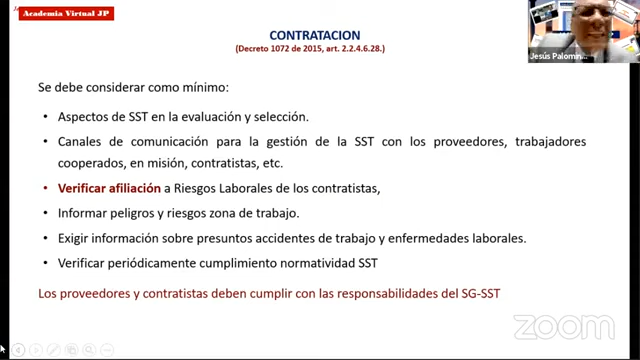 Academia Virtual JP
CONTRATACION
(Decreto 1072 de 2015, art. 2.2.4.6.28.)
Jesús Palomin...
Se debe considerar como mínimo:
• Aspectos de SST en la evaluación y selección.
• Canales de comunicación para la gestión de la SST con los proveedores, trabajadores
cooperados, en misión, contratistas, etc.
• Verificar afiliación a Riesgos Laborales de los contratistas,
• Informar peligros y riesgos zona de trabajo.
• Exigir información sobre presuntos accidentes de trabajo y enfermedades laborales.
• Verificar periódicamente cumplimiento normatividad SST
Los proveedores y contratistas deben cumplir con las responsabilidades del SG-SST
zoom